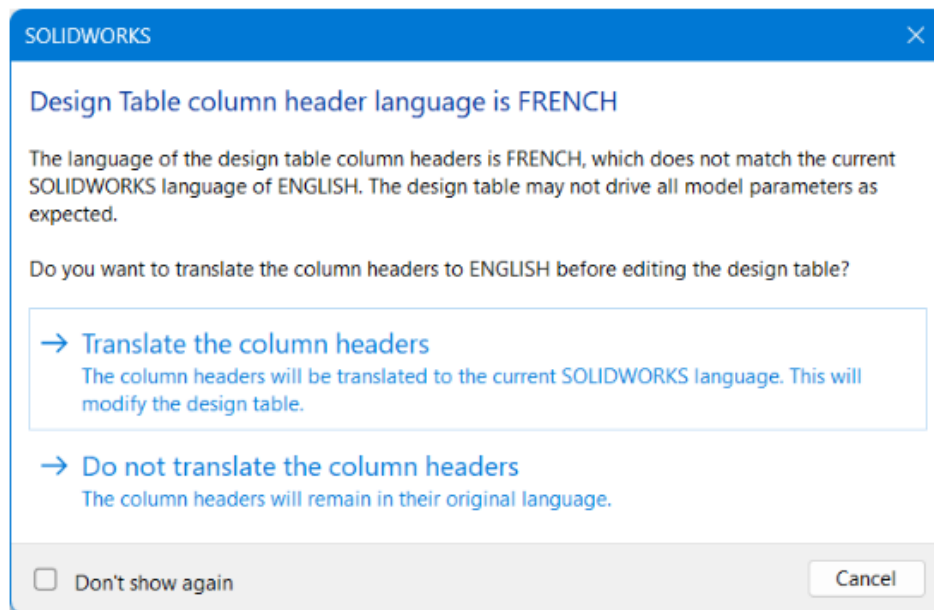 SOLIDWORKS
Design Table column header language is FRENCH
The language of the design table column headers is FRENCH, which does not match the current
SOLIDWORKS language of ENGLISH. The design table may not drive all model parameters as
expected.
Do you want to translate the column headers to ENGLISH before editing the design table?
Translate the column headers
The column headers will be translated to the current SOLIDWORKS language. This will
modify the design table.
Do not translate the column headers
The column headers will remain in their original language.
Don't show again
Cancel